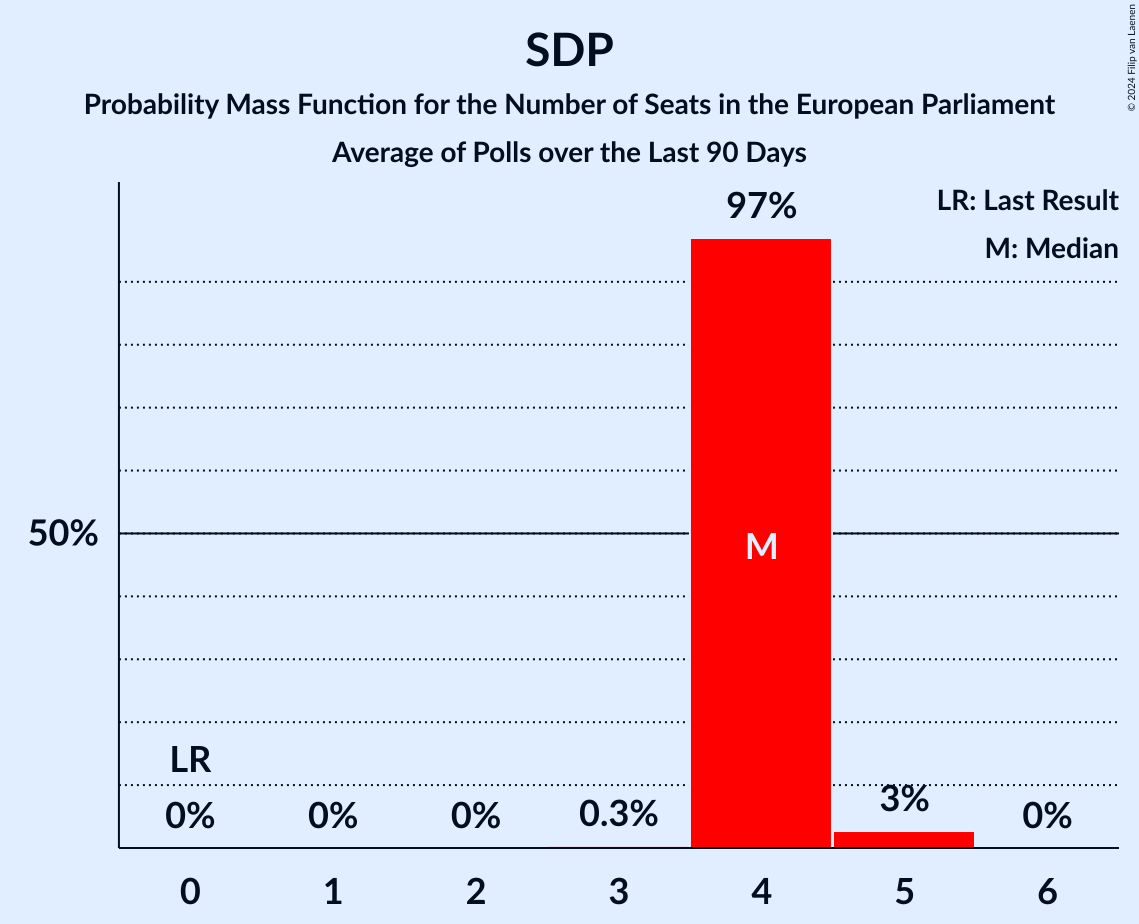 SDP
Probability Mass Function for the Number of Seats in the European Parliament
Average of Polls over the Last 90 Days
© 2024 Filip van Laenen
LR: Last Result
M: Median
97%
50%
M
LR
0%
0%
0%
0.3%
3%
0%
0
1
2
3
4
5
6